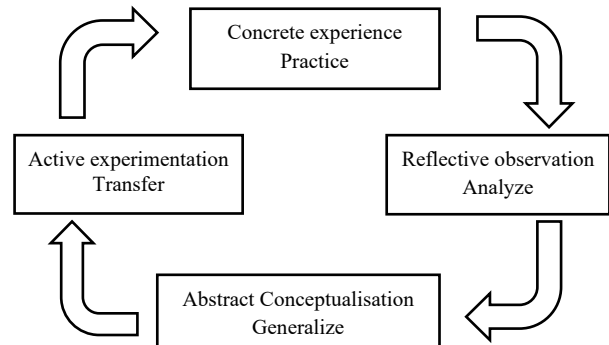 Concrete experience
Practice
Reflective observation
Analyze
Abstract Conceptualisation
Generalize
Active experimentation
Transfer